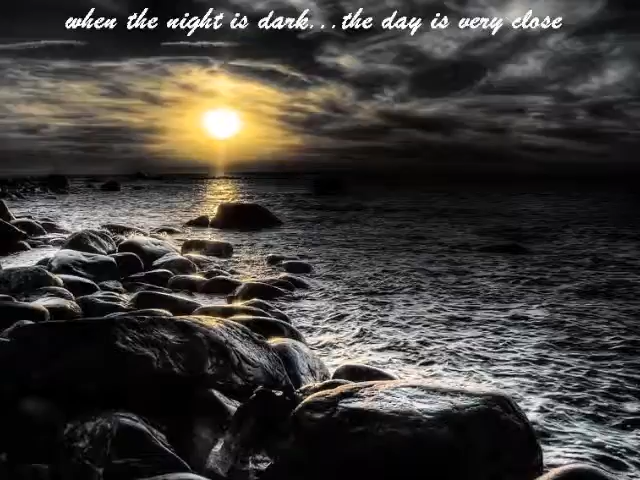 when the night is dark...the day is very close